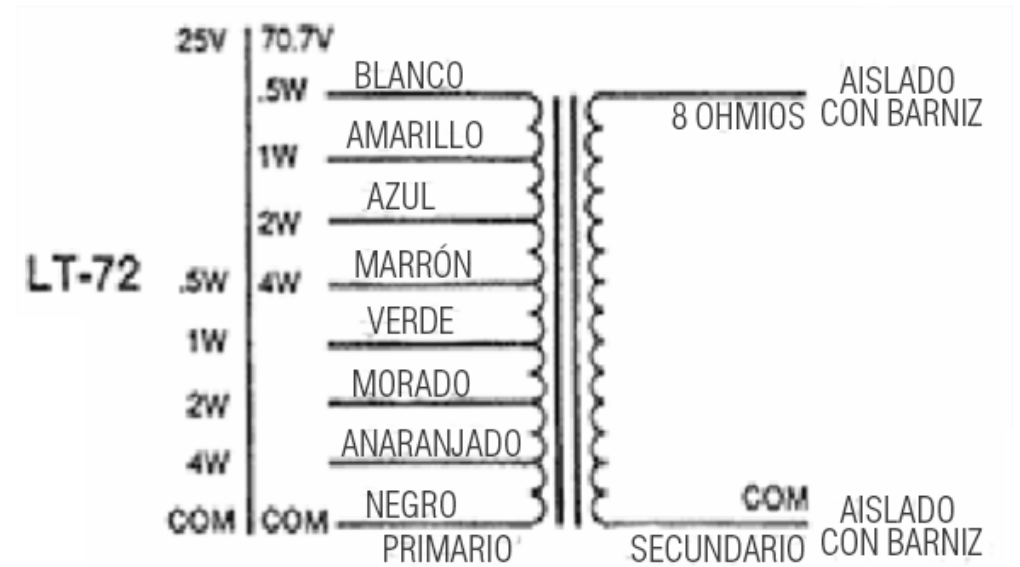 25V 70.7V
.5W BLANCO
1W AMARILLO
2W AZUL
LT-72 .5W 4W MARRÓN
1W VERDE
2W MORADO
4W ANARANJADO
COM COM NEGRO
PRIMARIO
AISLADO
8 OHMIOS CON BARNIZ
COM AISLADO
SECUNDARIO CON BARNIZ